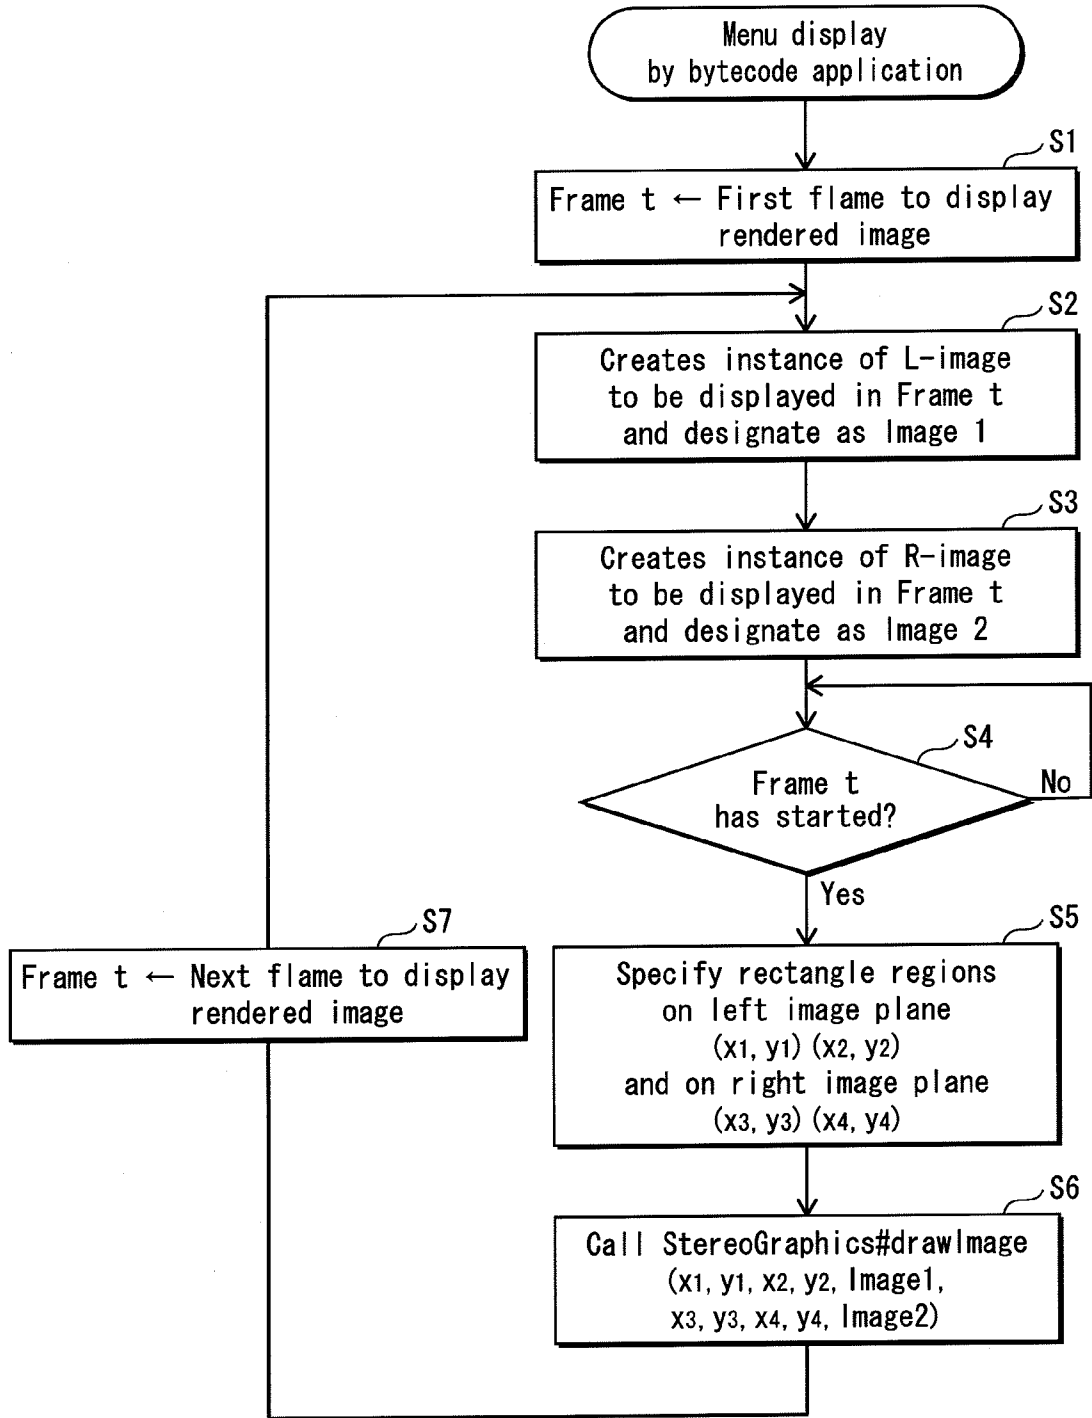 Menu display
by bytecode application
S1
Frame t ← First flame to display
rendered image
S2
Creates instance of L-image
to be displayed in Frame t
and designate as Image 1
S3
Creates instance of R-image
to be displayed in Frame t
and designate as Image 2
S4
Frame t
has started?
No
Yes
S5
Specify rectangle regions
on left image plane
(x1, y1) (x2, y2)
and on right image plane
(x3, y3) (x4, y4)
S6
Call StereoGraphics#drawImage
(x1, y1, x2, y2, Image1,
x3, y3, x4, y4, Image2)
S7
Frame t ← Next flame to display
rendered image